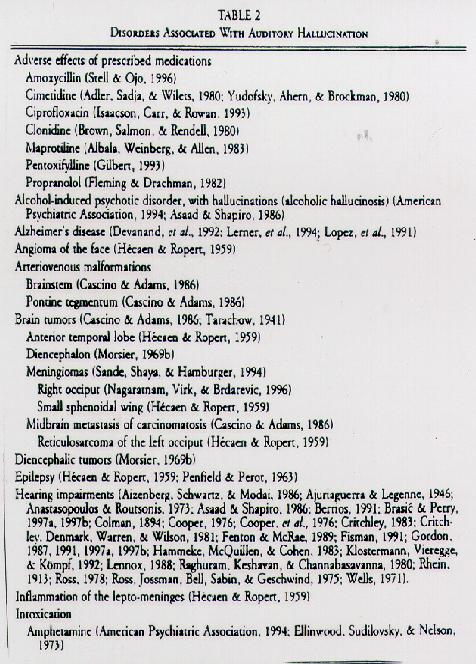 TABLE 2
DISORDERS ASSOCIATED WITH AUDITORY HALLUCINATION
Adverse effects of prescribed medications
Amoxycillin (Stell & Ojo, 1996)
Cimetidine (Adler, Sadja, & Wilets, 1980; Yudofsky, Ahern, & Brockman, 1980)
Ciprofloxacin (Isaacson, Carr, & Rowan, 1993)
Clonidine (Brown, Salmon, & Rendell, 1980)
Maprotiline (Albala, Weinberg, & Allen, 1983)
Pentoxifylline (Gilbert, 1993)
Propranolol (Fleming & Drachman, 1982)
Alcohol-induced psychotic disorder, with hallucinations (alcoholic hallucinosis) (American
Psychiatric Association, 1994; Asaad & Shapiro, 1986)
Alzheimer's disease (Devanand, et al., 1992; Lerner, et al., 1994; Lopez, et al., 1991)
Angioma of the face (Hécaen & Ropert, 1959)
Arteriovenous malformations
Brainstem (Cascino & Adams, 1986)
Pontine tegmentum (Cascino & Adams, 1986)
Brain tumors (Cascino & Adams, 1986; Tarachow, 1941)
Anterior temporal lobe (Hécaen & Ropert, 1959)
Diencephalon (Morsier, 1969b)
Meningiomas (Sande, Shaya, & Hamburger, 1994)
Right occiput (Nagaratnam, Virk, & Brdarevic, 1996)
Small sphenoidal wing (Hécaen & Ropert, 1959)
Midbrain metastasis of carcinomatosis (Cascino & Adams, 1986)
Reticulosarcoma of the left occiput (Hécaen & Ropert, 1959)
Diencephalic tumors (Morsier, 1969b)
Epilepsy (Hécaen & Ropert, 1959; Penfield & Perot, 1963)
Hearing impairments (Aizenberg, Schwartz, & Modai, 1986; Ajuriaguerra & Legenne, 1946;
Anastasopoulos & Routsonis, 1973; Asaad & Shapiro, 1986; Berrios, 1991; Brasić & Perry,
1997a, 1997b; Colman, 1894; Cooper, 1976; Cooper, et al., 1976; Critchley, 1983; Critch-
ley, Denmark, Warren, & Wilson, 1981; Fenton & McRae, 1989; Fisman, 1991; Gordon,
1987, 1991, 1997a, 1997b; Hammeke, McQuillen, & Cohen, 1983; Klostermann, Vieregge,
& Kömpf, 1992; Lennox, 1988; Raghuram, Keshavan, & Channabasavanna, 1980; Rhein,
1913; Ross, 1978; Ross, Jossman, Bell, Sabin, & Geschwind, 1975; Wells, 1971).
Inflammation of the lepto-meninges (Hécaen & Ropert, 1959)
Intoxication
Amphetamine (American Psychiatric Association, 1994; Ellinwood, Sudilovsky, & Nelson,
1973)